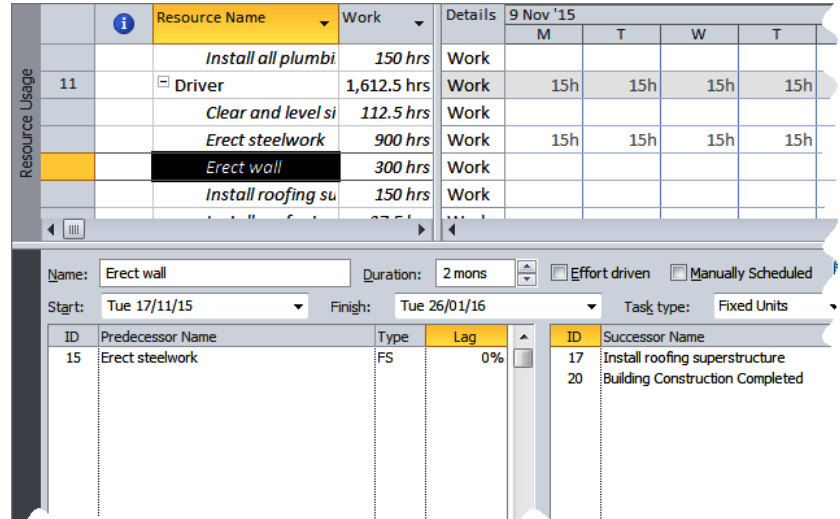 Resource Name Work Details 9 Nov '15
M T W T
Install all plumbi 150 hrs Work
11 Driver 1,612.5 hrs Work 15h 15h 15h 15h
Clear and level si 112.5 hrs Work
Erect steelwork 900 hrs Work 15h 15h 15h 15h
Erect wall 300 hrs Work
Install roofing su 150 hrs Work
Resource Usage
Name: Erect wall Duration: 2 mons Effort driven Manually Scheduled
Start: Tue 17/11/15 Finish: Tue 26/01/16 Task type: Fixed Units
ID Predecessor Name Type Lag ID Successor Name
15 Erect steelwork FS 0% 17 Install roofing superstructure
20 Building Construction Completed